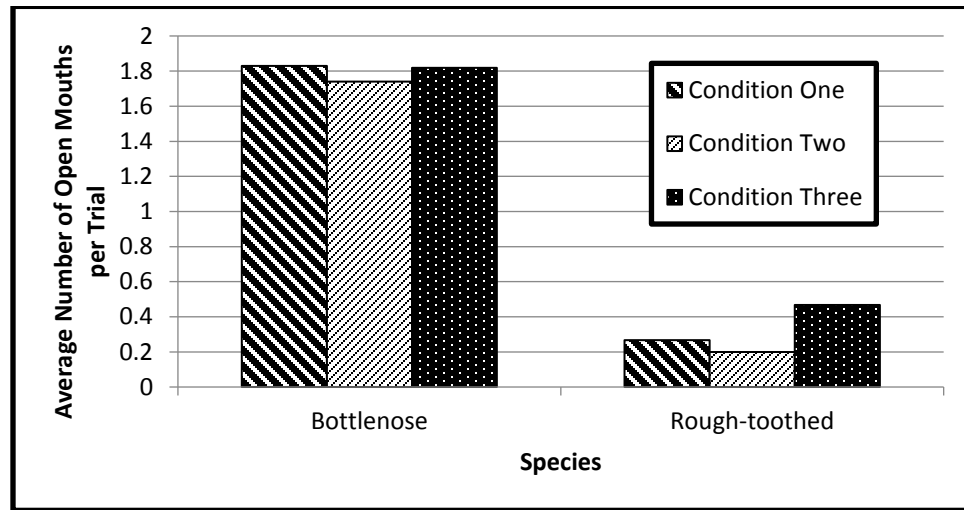 Average Number of Open Mouths
per Trial
2
1.8
1.6
1.4
1.2
1
0.8
0.6
0.4
0.2
0
Condition One
Condition Two
Condition Three
Bottlenose
Rough-toothed
Species